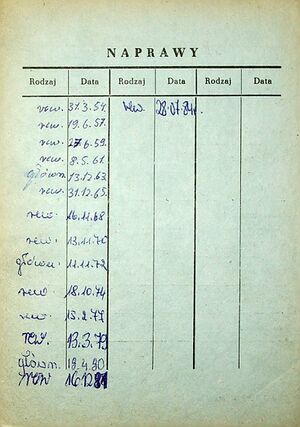 NAPRAWY
Rodzaj Data Rodzaj Data Rodzaj Data
rew. 31.3.54. rew. 28.07.84r.
rew. 19.6.57.
rew. 27.6.59.
rew. 8.5.61.
główn. 13.12.63.
rew. 31.12.65.
rew. 16.11.68
rew. 13.11.70
główn. 11.11.72
rew. 18.10.74
rew. 15.2.77
rew. 13.3.79
główn. 19.4.80
rew 16.12.81